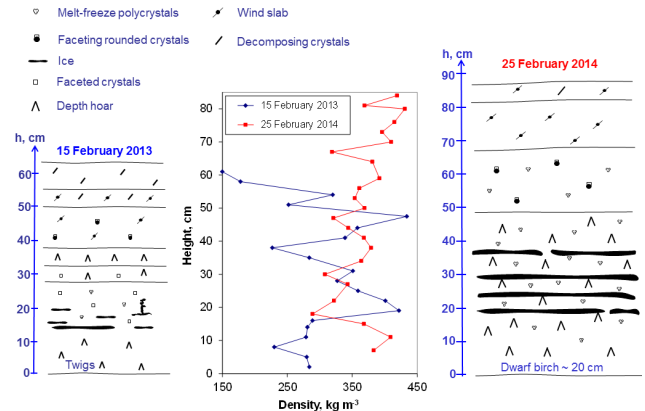 Melt-freeze polycrystals
Wind slab
Faceting rounded crystals
Decomposing crystals
Ice
Faceted crystals
Depth hoar
h, cm
15 February 2013
60
50
40
30
20
10
0
Twigs
15 February 2013
25 February 2014
80
70
60
50
40
30
20
10
0
Height, cm
150
250
350
450
Density, kg m-3
h, cm
25 February 2014
90
80
70
60
50
40
30
20
10
0
Dwarf birch ~ 20 cm